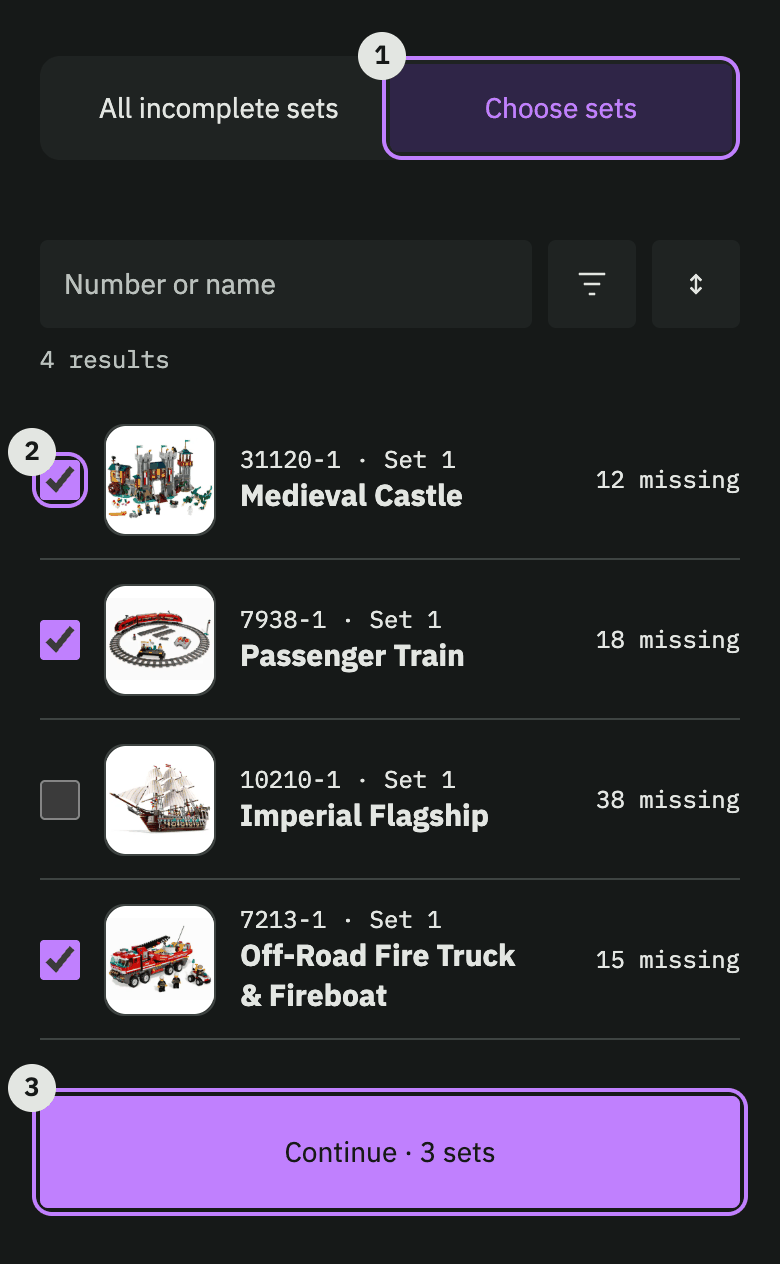 1
All incomplete sets
Choose sets
Number or name
4 results
2
31120-1 · Set 1
Medieval Castle
12 missing
7938-1 · Set 1
Passenger Train
18 missing
10210-1 · Set 1
Imperial Flagship
38 missing
7213-1 · Set 1
Off-Road Fire Truck
& Fireboat
15 missing
3
Continue · 3 sets